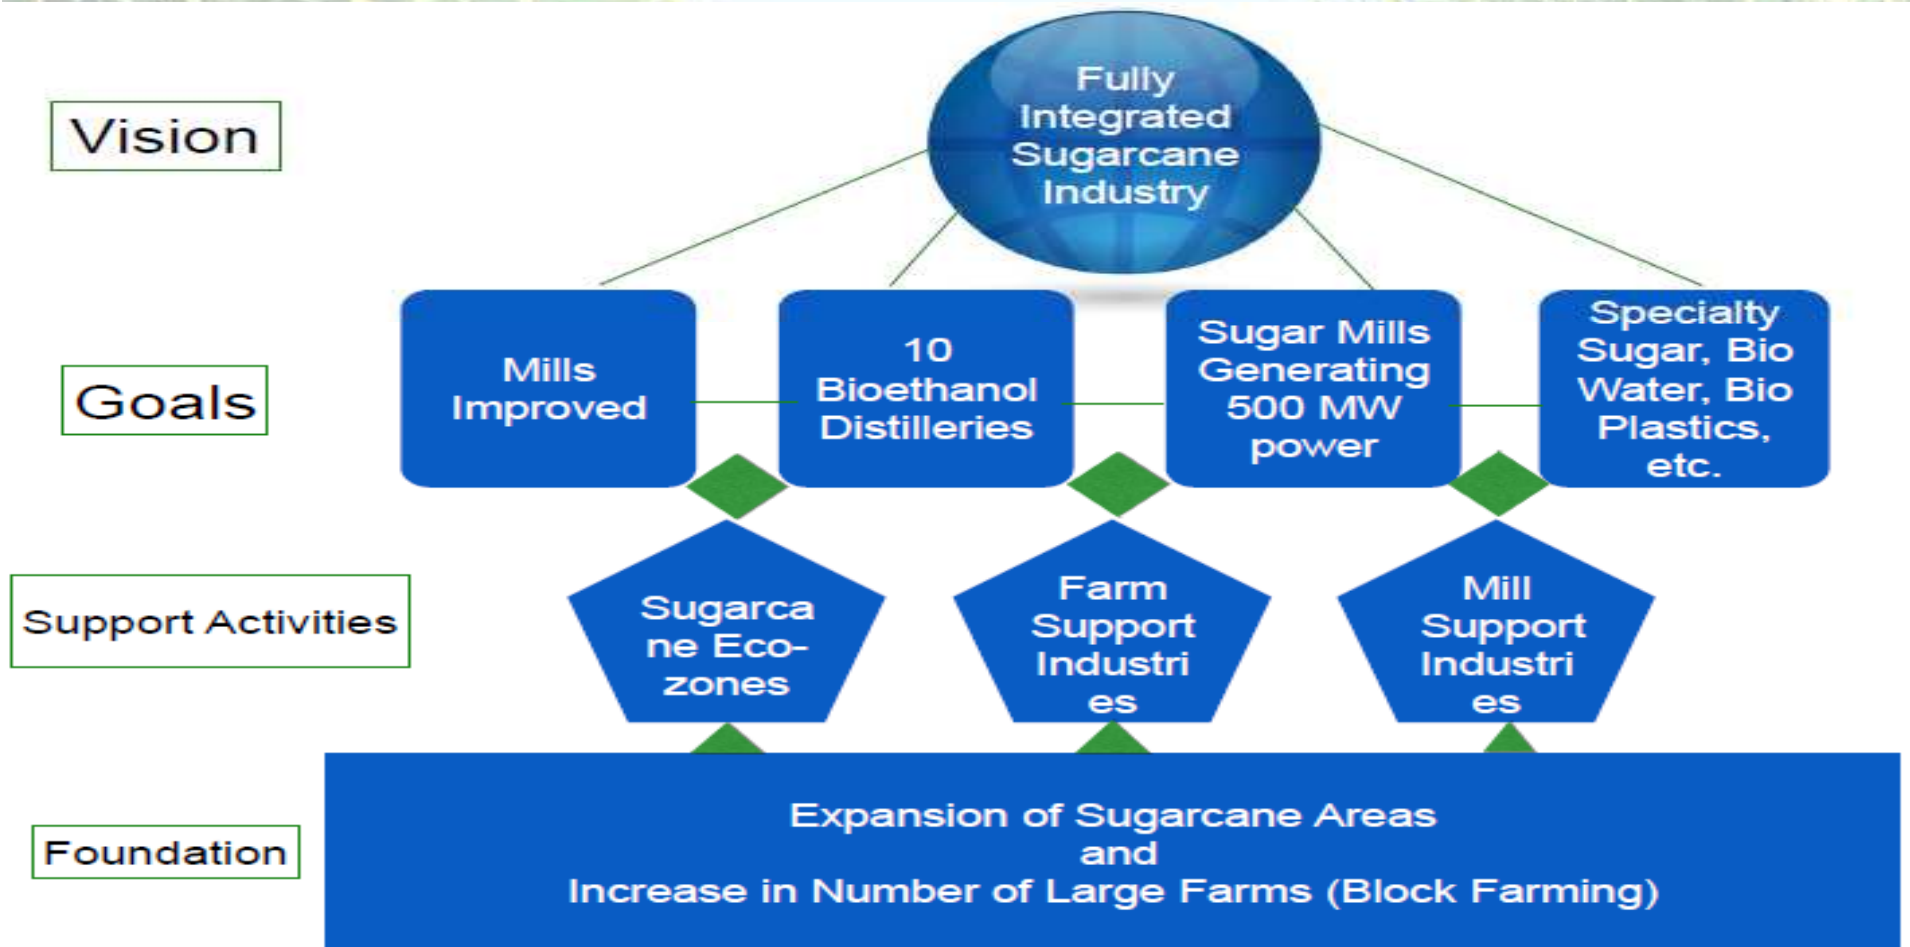 Vision
Fully
Integrated
Sugarcane
Industry
Goals
Mills
Improved
10
Bioethanol
Distilleries
Sugar Mills
Generating
500 MW
power
Specialty
Sugar, Bio
Water, Bio
Plastics,
etc.
Support Activities
Sugarca
ne Eco-
zones
Farm
Support
Industri
es
Mill
Support
Industri
es
Foundation
Expansion of Sugarcane Areas
and
Increase in Number of Large Farms (Block Farming)